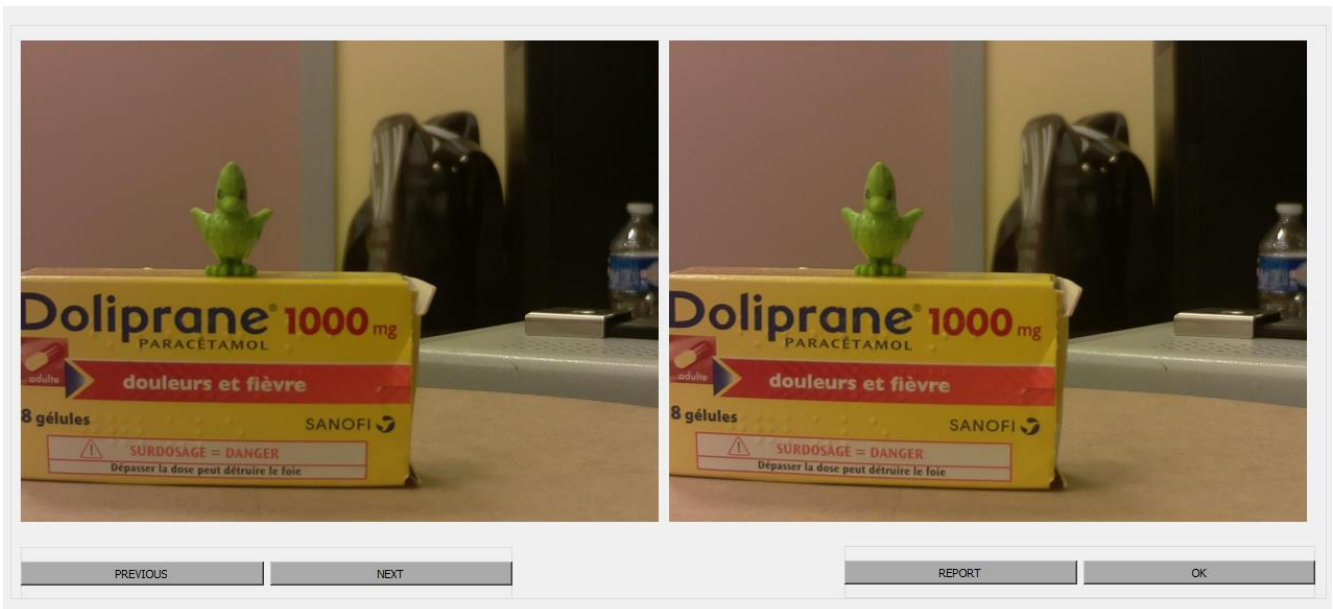 Doliprane® 1000 mg
PARACÉTAMOL
adulte
douleurs et fièvre
8 gélules
SANOFI
SURDOSAGE = DANGER
Dépasser la dose peut détruire le foie
Doliprane® 1000 mg
PARACÉTAMOL
adulte
douleurs et fièvre
8 gélules
SANOFI
SURDOSAGE = DANGER
Dépasser la dose peut détruire le foie
PREVIOUS
NEXT
REPORT
OK